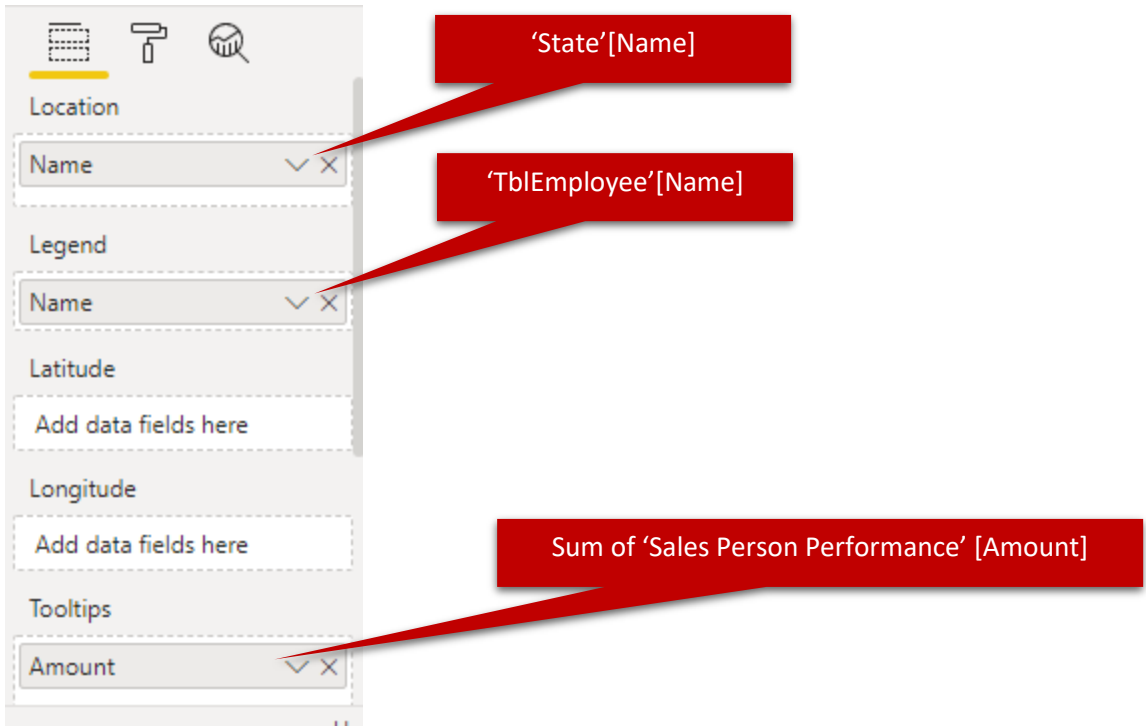 ‘State’[Name]
Location
Name
‘TblEmployee’[Name]
Legend
Name
Latitude
Add data fields here
Longitude
Add data fields here
Sum of ‘Sales Person Performance’ [Amount]
Tooltips
Amount